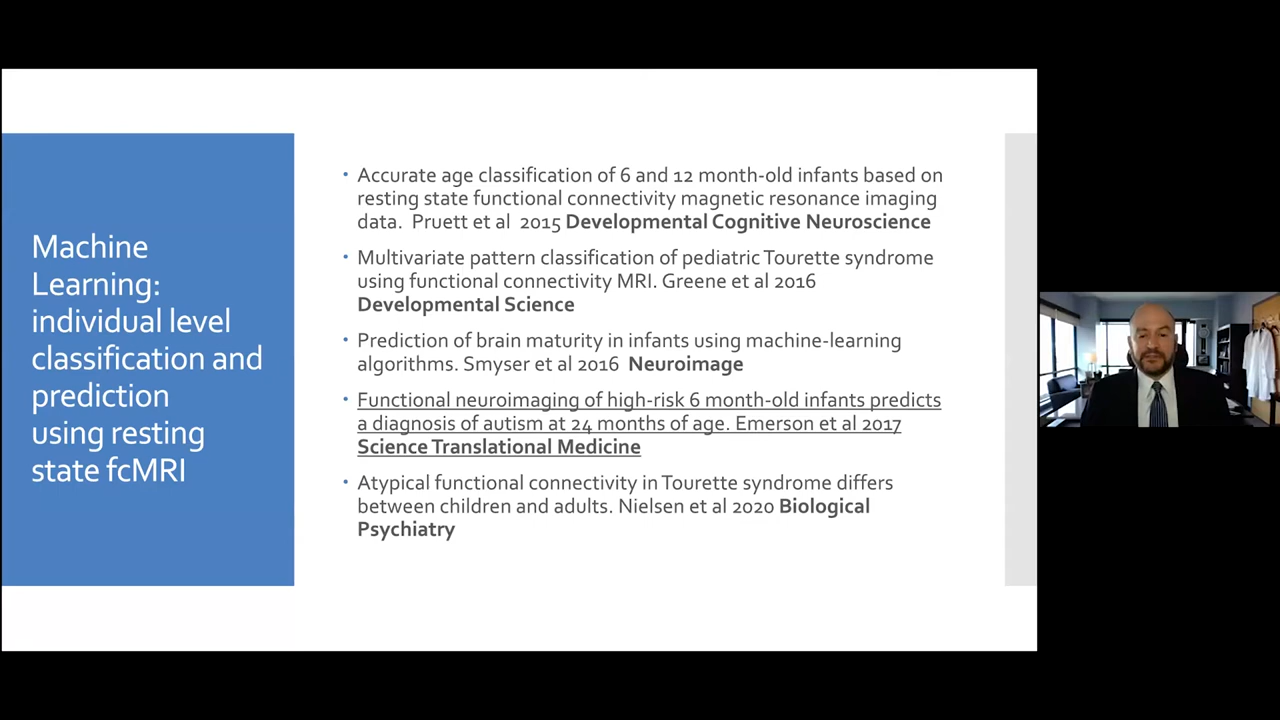 Machine
Learning:
individual level
classification and
prediction
using resting
state fcMRI
• Accurate age classification of 6 and 12 month-old infants based on
resting state functional connectivity magnetic resonance imaging
data.  Pruett et al  2015 Developmental Cognitive Neuroscience
• Multivariate pattern classification of pediatric Tourette syndrome
using functional connectivity MRI. Greene et al 2016
Developmental Science
• Prediction of brain maturity in infants using machine-learning
algorithms. Smyser et al 2016  Neuroimage
• Functional neuroimaging of high-risk 6 month-old infants predicts
a diagnosis of autism at 24 months of age. Emerson et al 2017
Science Translational Medicine
• Atypical functional connectivity in Tourette syndrome differs
between children and adults. Nielsen et al 2020 Biological
Psychiatry